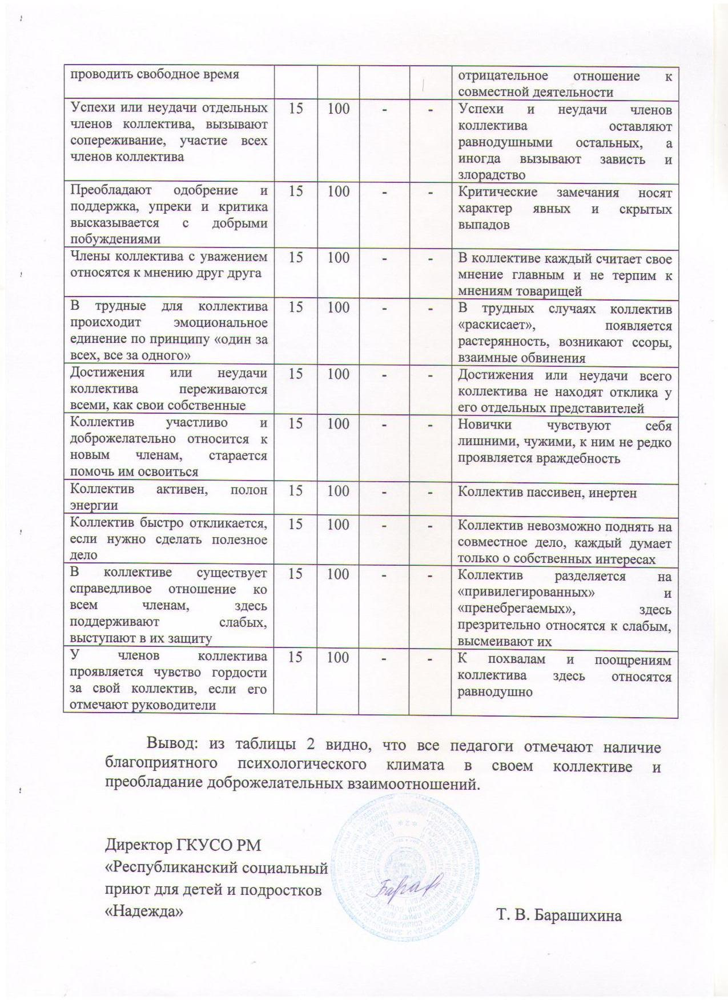 проводить свободное время
отрицательное отношение к
совместной деятельности
Успехи или неудачи отдельных
членов коллектива, вызывают
сопереживание, участие всех
членов коллектива
15 100 - -
Успехи и неудачи членов
коллектива оставляют
равнодушными остальных, а
иногда вызывают зависть и
злорадство
Преобладают одобрение и
поддержка, упреки и критика
высказывается с добрыми
побуждениями
15 100 - -
Критические замечания носят
характер явных и скрытых
выпадов
Члены коллектива с уважением
относятся к мнению друг друга
15 100 - -
В коллективе каждый считает свое
мнение главным и не терпим к
мнениям товарищей
В трудные для коллектива
происходит эмоциональное
единение по принципу «один за
всех, все за одного»
15 100 - -
В трудных случаях коллектив
«раскисает», появляется
растерянность, возникают ссоры,
взаимные обвинения
Достижения или неудачи
коллектива переживаются
всеми, как свои собственные
15 100 - -
Достижения или неудачи всего
коллектива не находят отклика у
его отдельных представителей
Коллектив участливо и
доброжелательно относится к
новым членам, старается
помочь им освоиться
15 100 - -
Новички чувствуют себя
лишними, чужими, к ним не редко
проявляется враждебность
Коллектив активен, полон
энергии
15 100 - -
Коллектив пассивен, инертен
Коллектив быстро откликается,
если нужно сделать полезное
дело
15 100 - -
Коллектив невозможно поднять на
совместное дело, каждый думает
только о собственных интересах
В коллективе существует
справедливое отношение ко
всем членам, здесь
поддерживают слабых,
выступают в их защиту
15 100 - -
Коллектив разделяется на
«привилегированных» и
«пренебрегаемых», здесь
презрительно относятся к слабым,
высмеивают их
У членов коллектива
проявляется чувство гордости
за свой коллектив, если его
отмечают руководители
15 100 - -
К похвалам и поощрениям
коллектива здесь относятся
равнодушно
Вывод: из таблицы 2 видно, что все педагоги отмечают наличие
благоприятного психологического климата в своем коллективе и
преобладание доброжелательных взаимоотношений.
Директор ГКУСО РМ
«Республиканский социальный
приют для детей и подростков
«Надежда»
Т. В. Барашихина